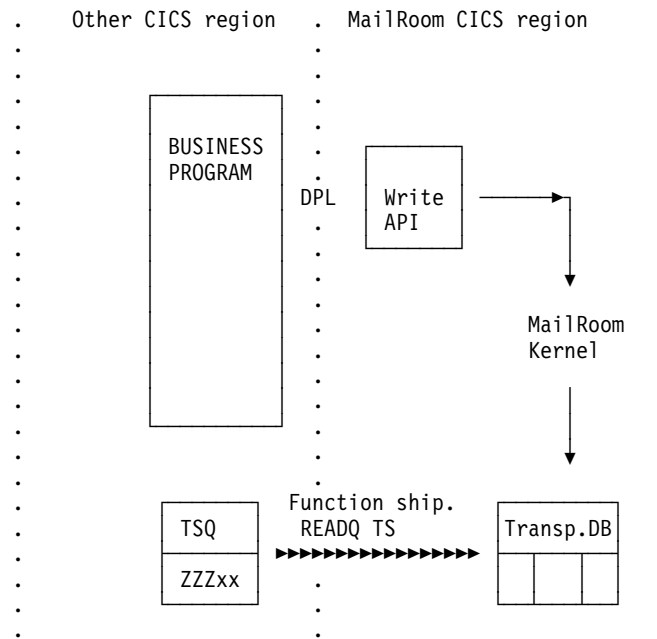 Other CICS region
MailRoom CICS region
BUSINESS
PROGRAM
DPL
Write
API
MailRoom
Kernel
Function ship.
READQ TS
TSQ
ZZZxx
Transp.DB